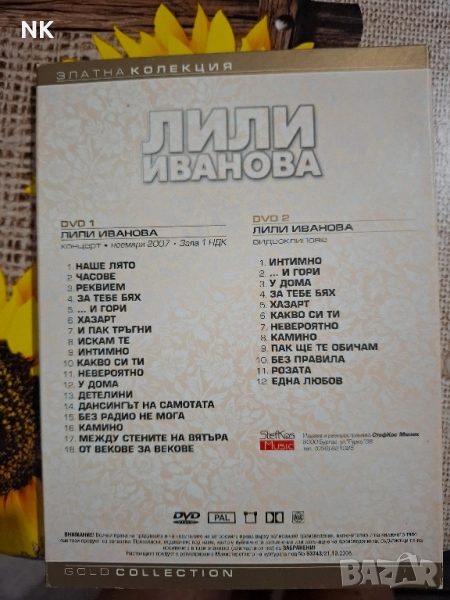 NK
ЗЛАТНА КОЛЕКЦИЯ
ЛИЛИ
ИВАНОВА
DVD 1
ЛИЛИ ИВАНОВА
концерт • ноември 2007 • Зала 1 НДК
1. НАШЕ ЛЯТО
2. ЧАСОВЕ
3. РЕКВИЕМ
4. ЗА ТЕБЕ БЯХ
5. ... И ГОРИ
6. ХАЗАРТ
7. И ПАК ТРЪГНИ
8. ИСКАМ ТЕ
9. ИНТИМНО
10. КАКВО СИ ТИ
11. НЕВЕРОЯТНО
12. У ДОМА
13. ДЕТЕЛИНИ
14. ДАНСИНГЪТ НА САМОТАТА
15. БЕЗ РАДИО НЕ МОГА
16. КАМИНО
17. МЕЖДУ СТЕНИТЕ НА ВЯТЪРА
18. ОТ ВЕКОВЕ ЗА ВЕКОВЕ
DVD 2
ЛИЛИ ИВАНОВА
видеоклипове
1. ИНТИМНО
2. ... И ГОРИ
3. У ДОМА
4. ЗА ТЕБЕ БЯХ
5. ХАЗАРТ
6. КАКВО СИ ТИ
7. НЕВЕРОЯТНО
8. КАМИНО
9. ПАК ЩЕ ТЕ ОБИЧАМ
10. БЕЗ ПРАВИЛА
11. РОЗАТА
12. ЕДНА ЛЮБОВ
StefKos
Music
8000 Бургас, ул.
DVD PAL
ВНИМАНИЕ!
ЗАБРАНЕНИ!
GOLD COLLECTION
BAZAR